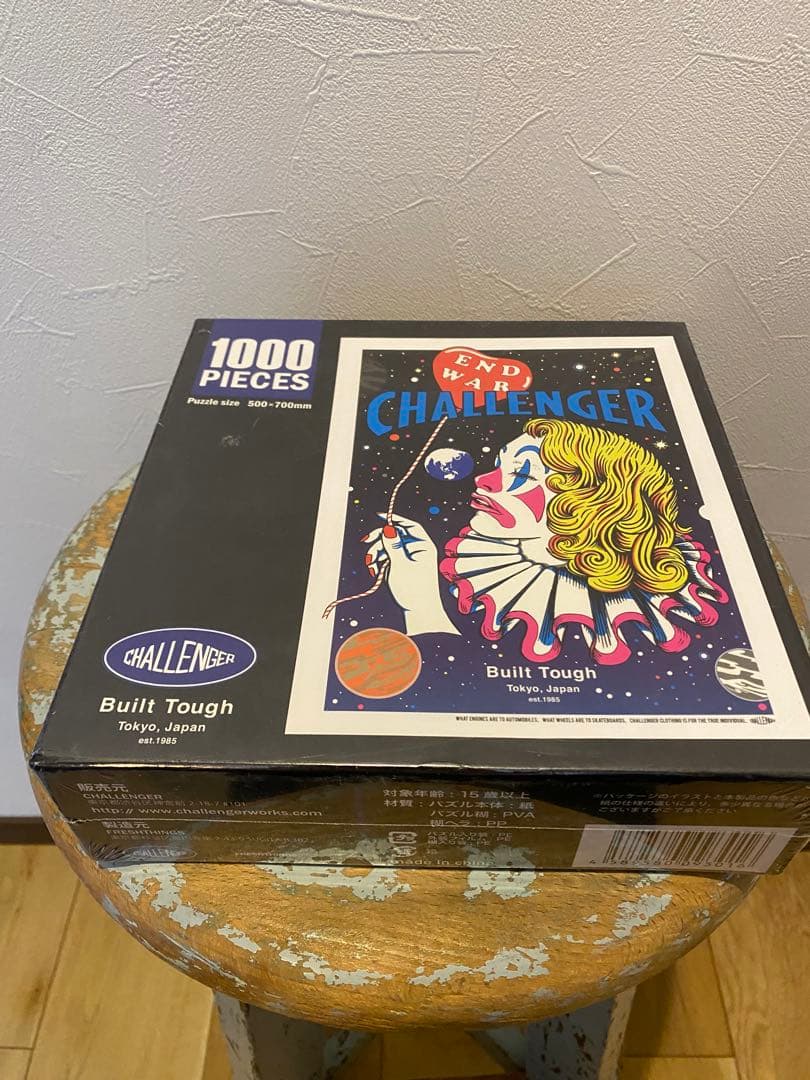 1000
PIECES
Puzzle size 500×700mm
END
WAR
CHALLENGER
Built Tough
Tokyo, Japan
est.1985
WHAT ENGINES ARE TO AUTOMOBILES, WHAT WHEELS ARE TO SKATEBOARDS, CHALLENGER CLOTHING IS FOR THE TRUE INDIVIDUAL.
CHALLENGER
Built Tough
Tokyo, Japan
est.1985
販売元
CHALLENGER
http://www.challengerworks.com
製造元
FRESHTHINGS
対象年齢：15歳以上
材質：パズル本体：紙
パズル糊：PVA
糊ヘラ：PP
made in china